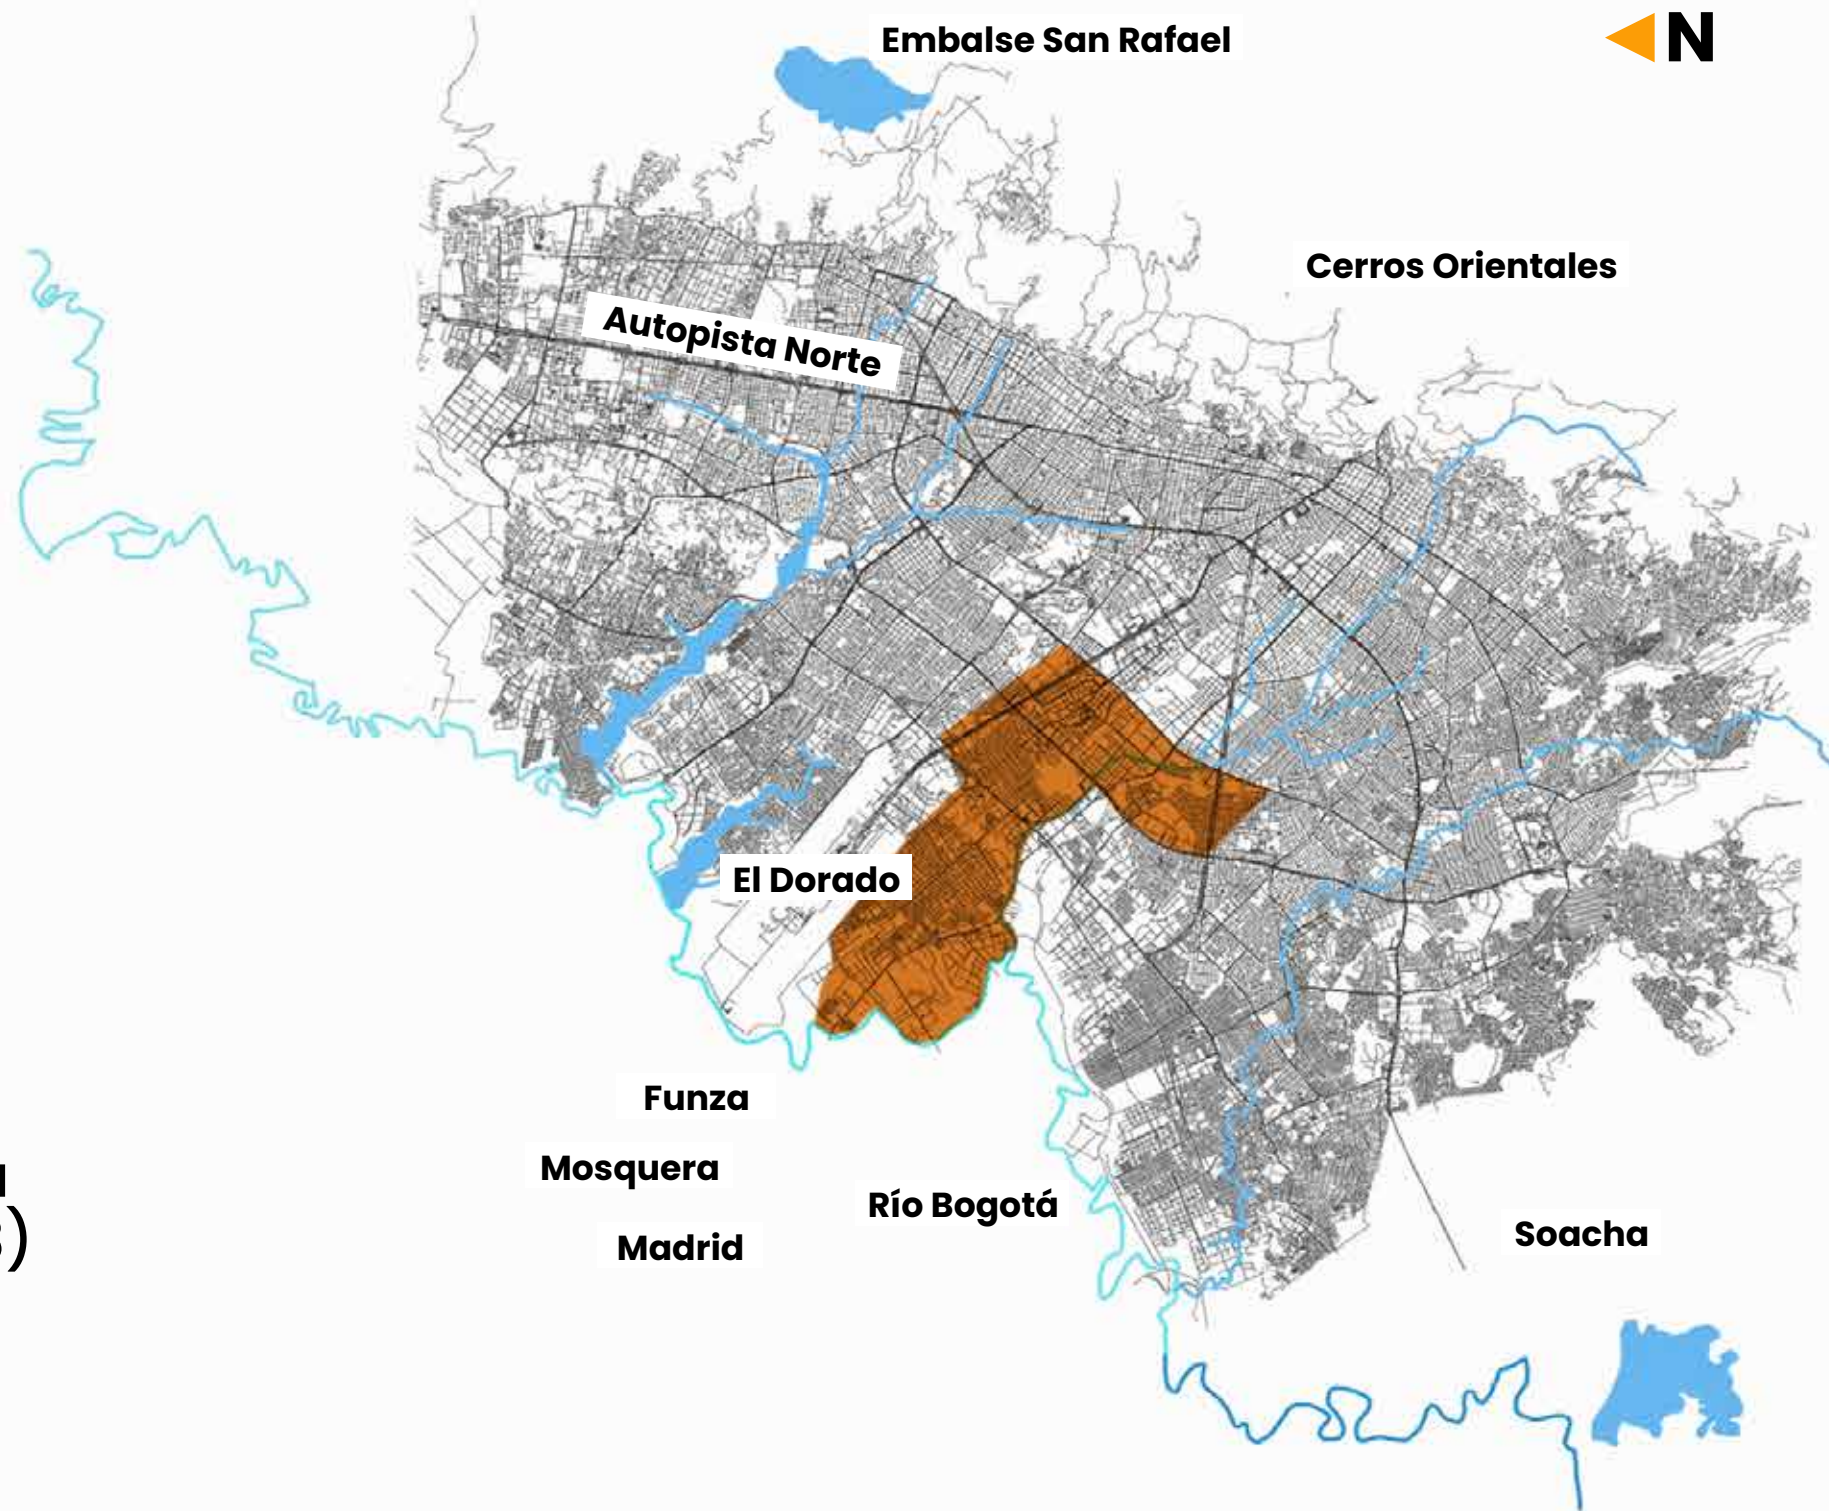 Embalse San Rafael
N
Cerros Orientales
Autopista Norte
El Dorado
Funza
Mosquera
Río Bogotá
Madrid
Soacha